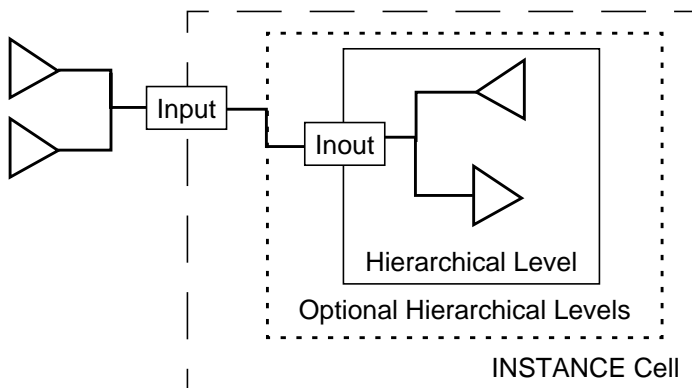 Input
Inout
Hierarchical Level
Optional Hierarchical Levels
INSTANCE Cell